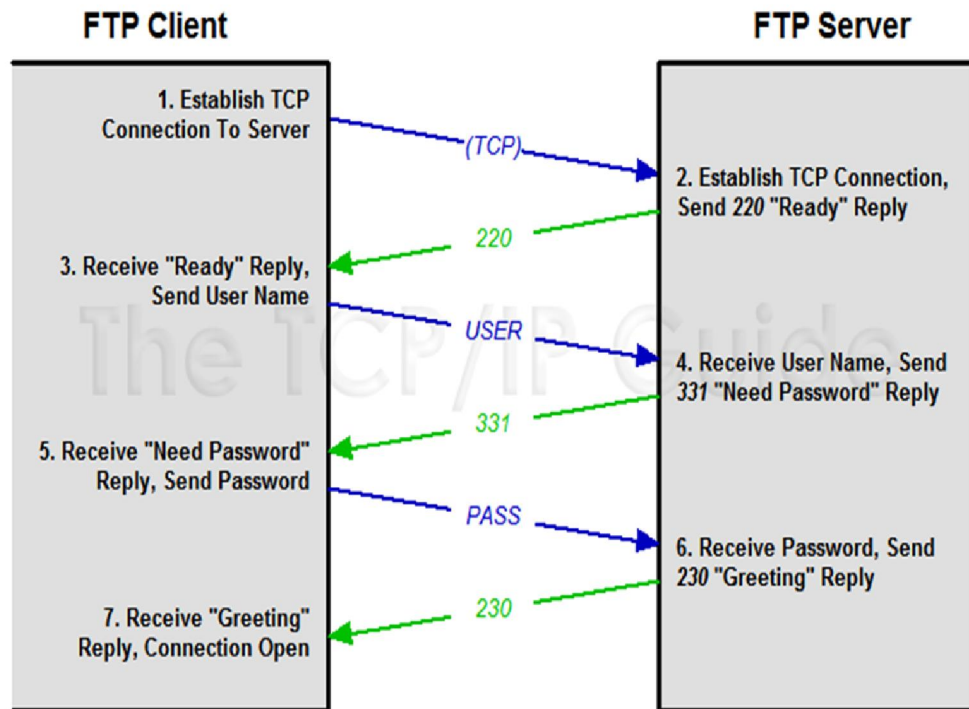 FTP Client
FTP Server
1. Establish TCP
Connection To Server
(TCP)
2. Establish TCP Connection,
Send 220 "Ready" Reply
220
3. Receive "Ready" Reply,
Send User Name
USER
The TCP/IP Guide
4. Receive User Name, Send
331 "Need Password" Reply
331
5. Receive "Need Password"
Reply, Send Password
PASS
6. Receive Password, Send
230 "Greeting" Reply
230
7. Receive "Greeting"
Reply, Connection Open